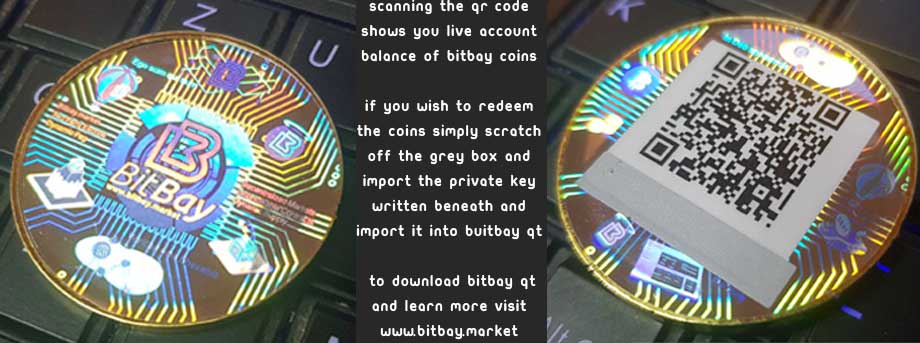 Z
U
BitBay
www.bitbay.market
scanning the qr code
shows you live account
balance of bitbay coins
if you wish to redeem
the coins simply scratch
off the grey box and
import the private key
written beneath and
import it into buitbay qt
to download bitbay qt
and learn more visit
www.bitbay.market
K
Alt